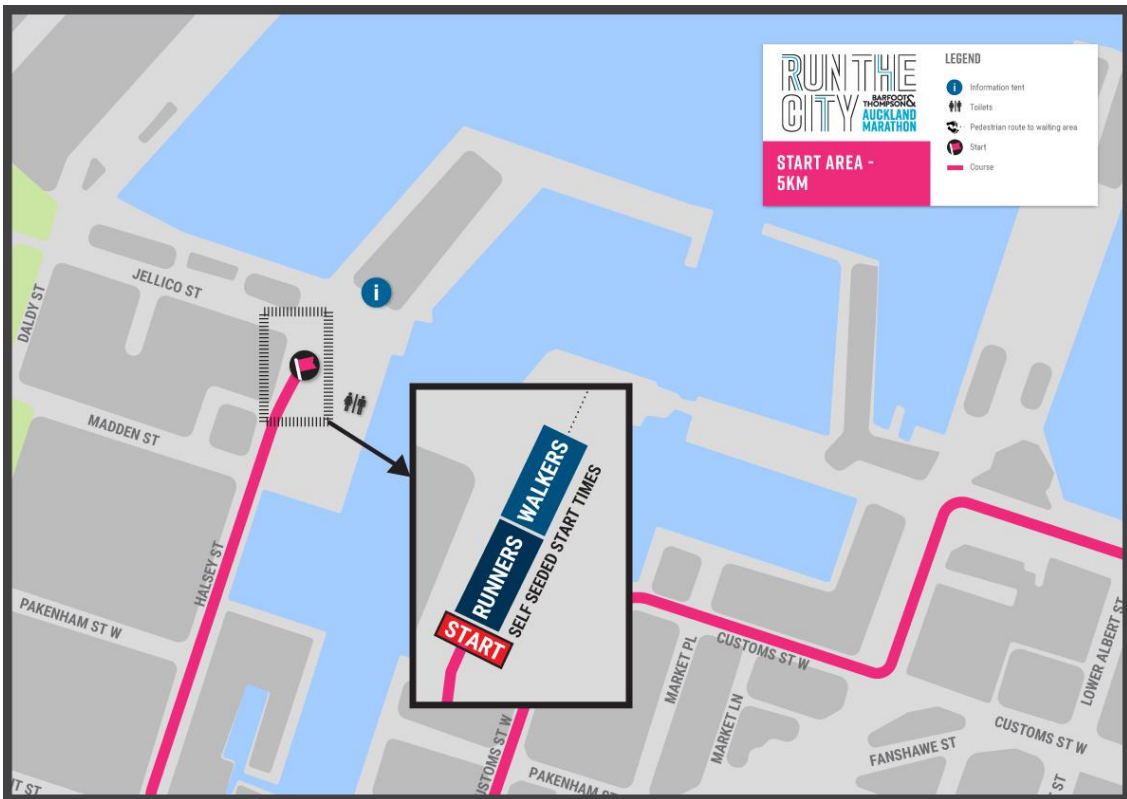 RUN THE
CITY
BARFOOT&
THOMPSON
AUCKLAND
MARATHON
START AREA -
5KM
LEGEND
i Information tent
Toilets
Pedestrian route to waiting area
Start
Course
i
JELLICO ST
DALDY ST
MADDEN ST
HALSEY ST
PAKENHAM ST W
WALKERS
RUNNERS
START
SELF SEEDED START TIMES
CUSTOMS ST W
MARKET PL
MARKET LN
CUSTOMS ST W
LOWER ALBERT ST
FANSHAWE ST
PAKENHAM
ST